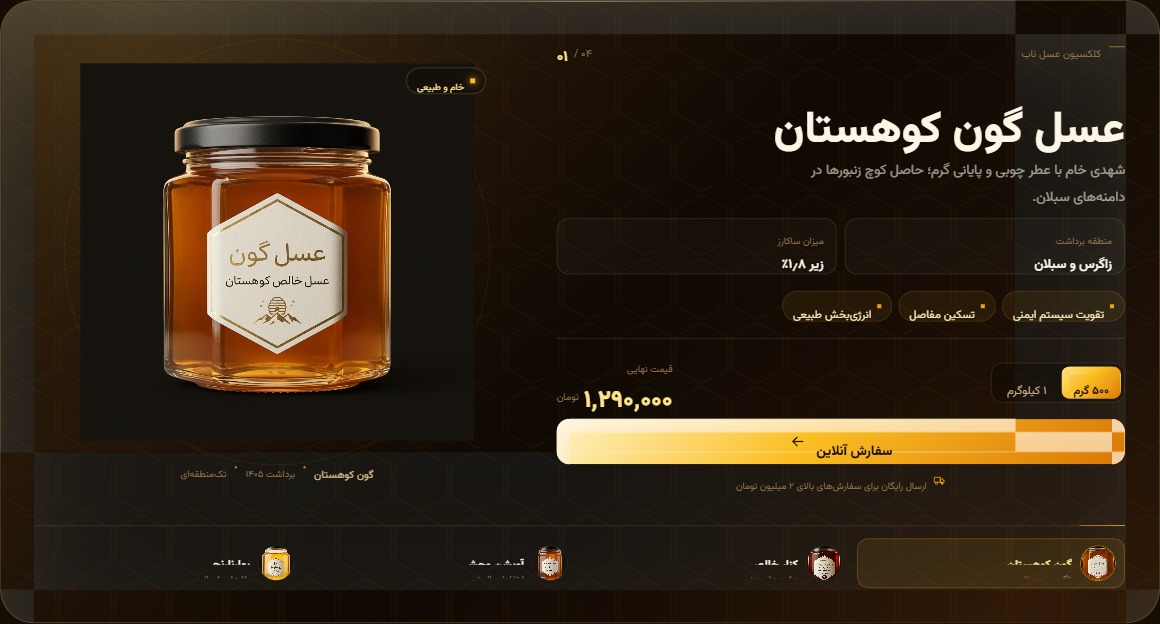 کلکسیون عسل ناب
۰۱ / ۰۴
خام و طبیعی
عسل گون کوهستان
شهدی خام با عطر چوبی و پایانی گرم؛ حاصل کوچ زنبورها در
دامنه‌های سبلان.
منطقه برداشت
زاگرس و سبلان
میزان ساکارز
زیر ۱٫۸٪
تقویت سیستم ایمنی
تسکین مفاصل
انرژی‌بخش طبیعی
۵۰۰ گرم
۱ کیلوگرم
قیمت نهایی
۱,۲۹۰,۰۰۰ تومان
سفارش آنلاین
ارسال رایگان برای سفارش‌های بالای ۲ میلیون تومان
عسل گون
عسل خالص کوهستان
گون کوهستان • برداشت ۱۴۰۵ • تک‌منطقه‌ای
گون کوهستان